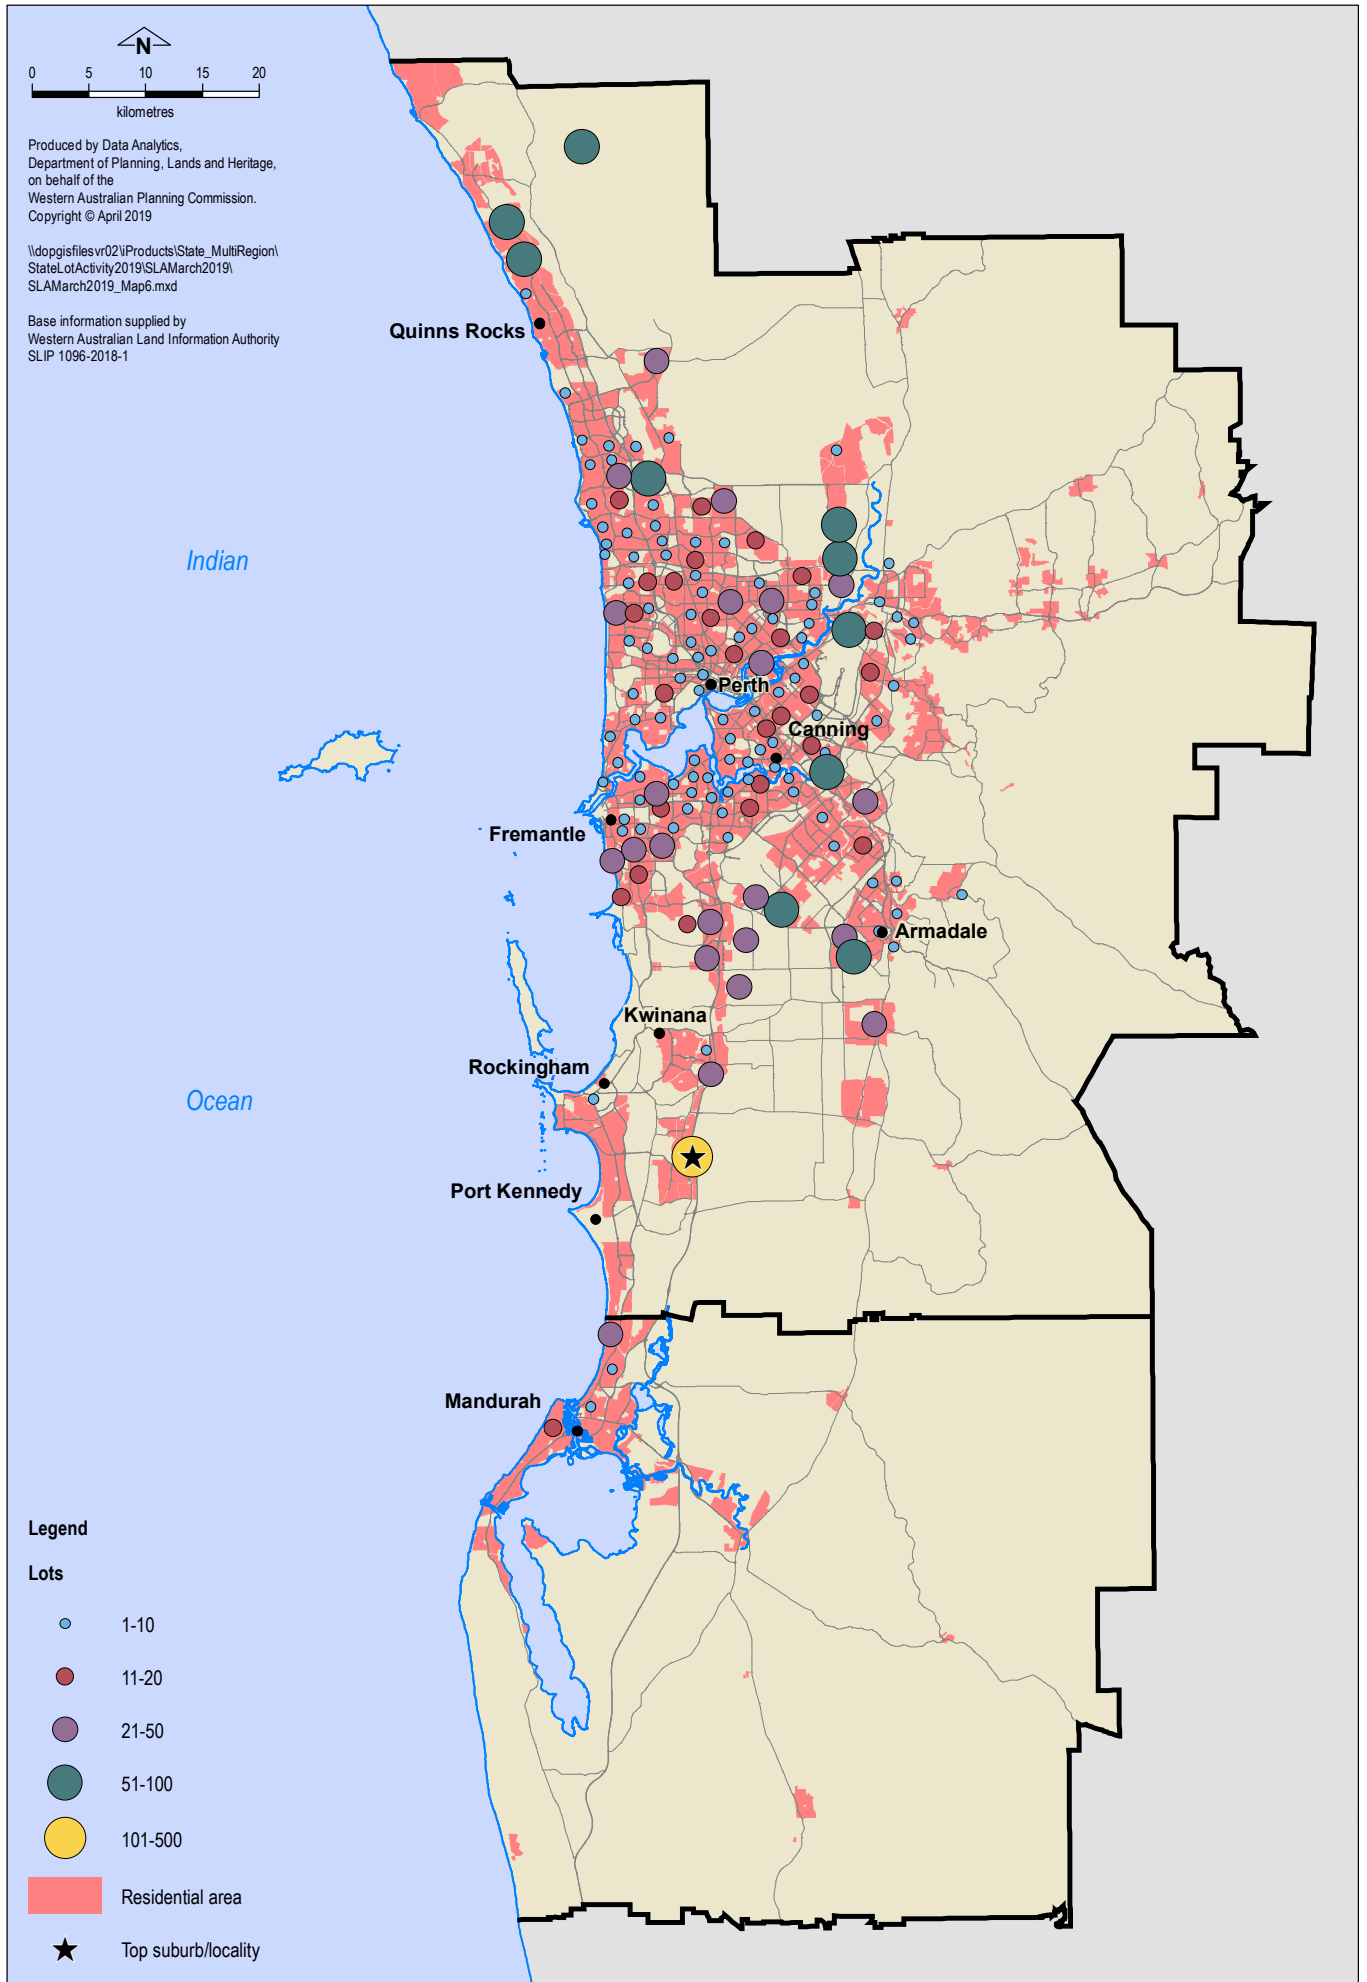 N
0 5 10 15 20
kilometres
Produced by Data Analytics,
Department of Planning, Lands and Heritage,
on behalf of the
Western Australian Planning Commission.
Copyright © April 2019
\\dopgisfilesvr02\iProducts\State_MultiRegion\
StateLotActivity2019\SLAMarch2019\
SLAMarch2019_Map6.mxd
Base information supplied by
Western Australian Land Information Authority
SLIP 1096-2018-1
Quinns Rocks
Indian
Perth
Canning
Fremantle
Armadale
Kwinana
Rockingham
Ocean
Port Kennedy
Mandurah
Legend
Lots
1-10
11-20
21-50
51-100
101-500
Residential area
Top suburb/locality